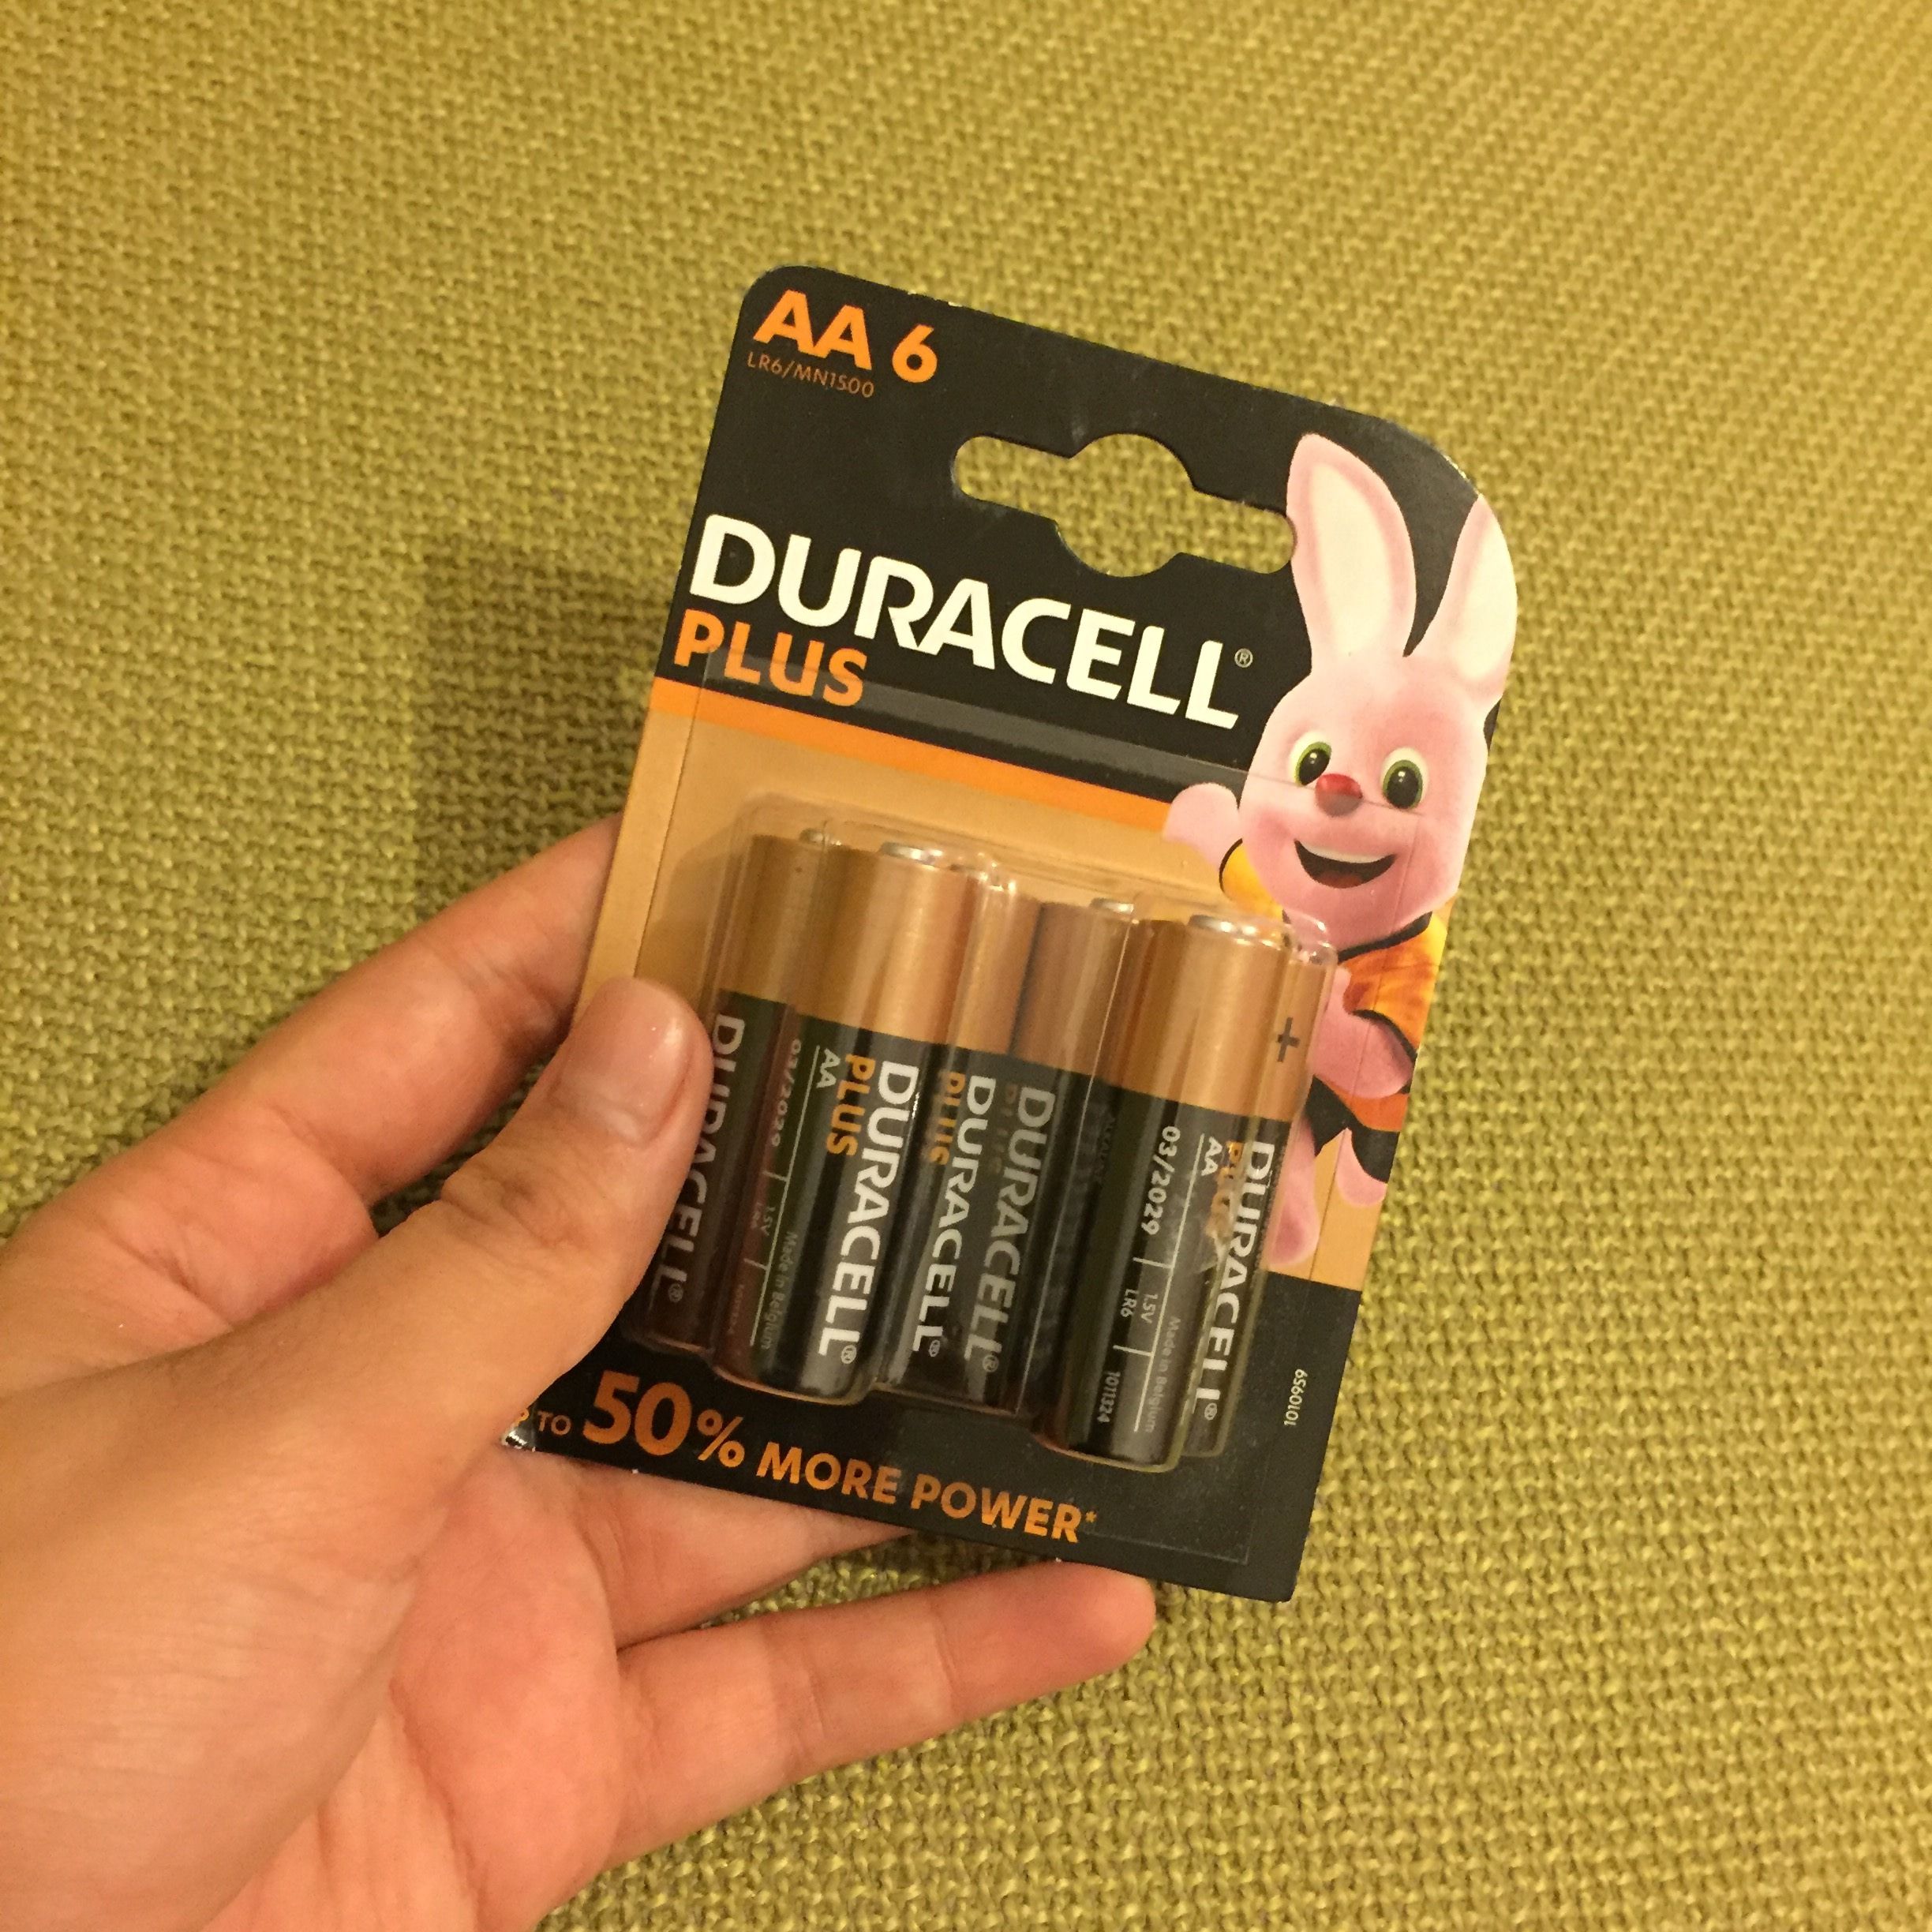 AA 6
LR6/MN1500
DURACELL®
PLUS
DURACELL®
03/2029
AA
PLUS
DURACELL®
1.5V
Made in Belgium
PLUS
DURACELL®
DURACELL®
+
03/2029
AA
DURACELL®
1.5V
LR6
Made in Belgium
1011324
1010959
TO 50% MORE POWER*